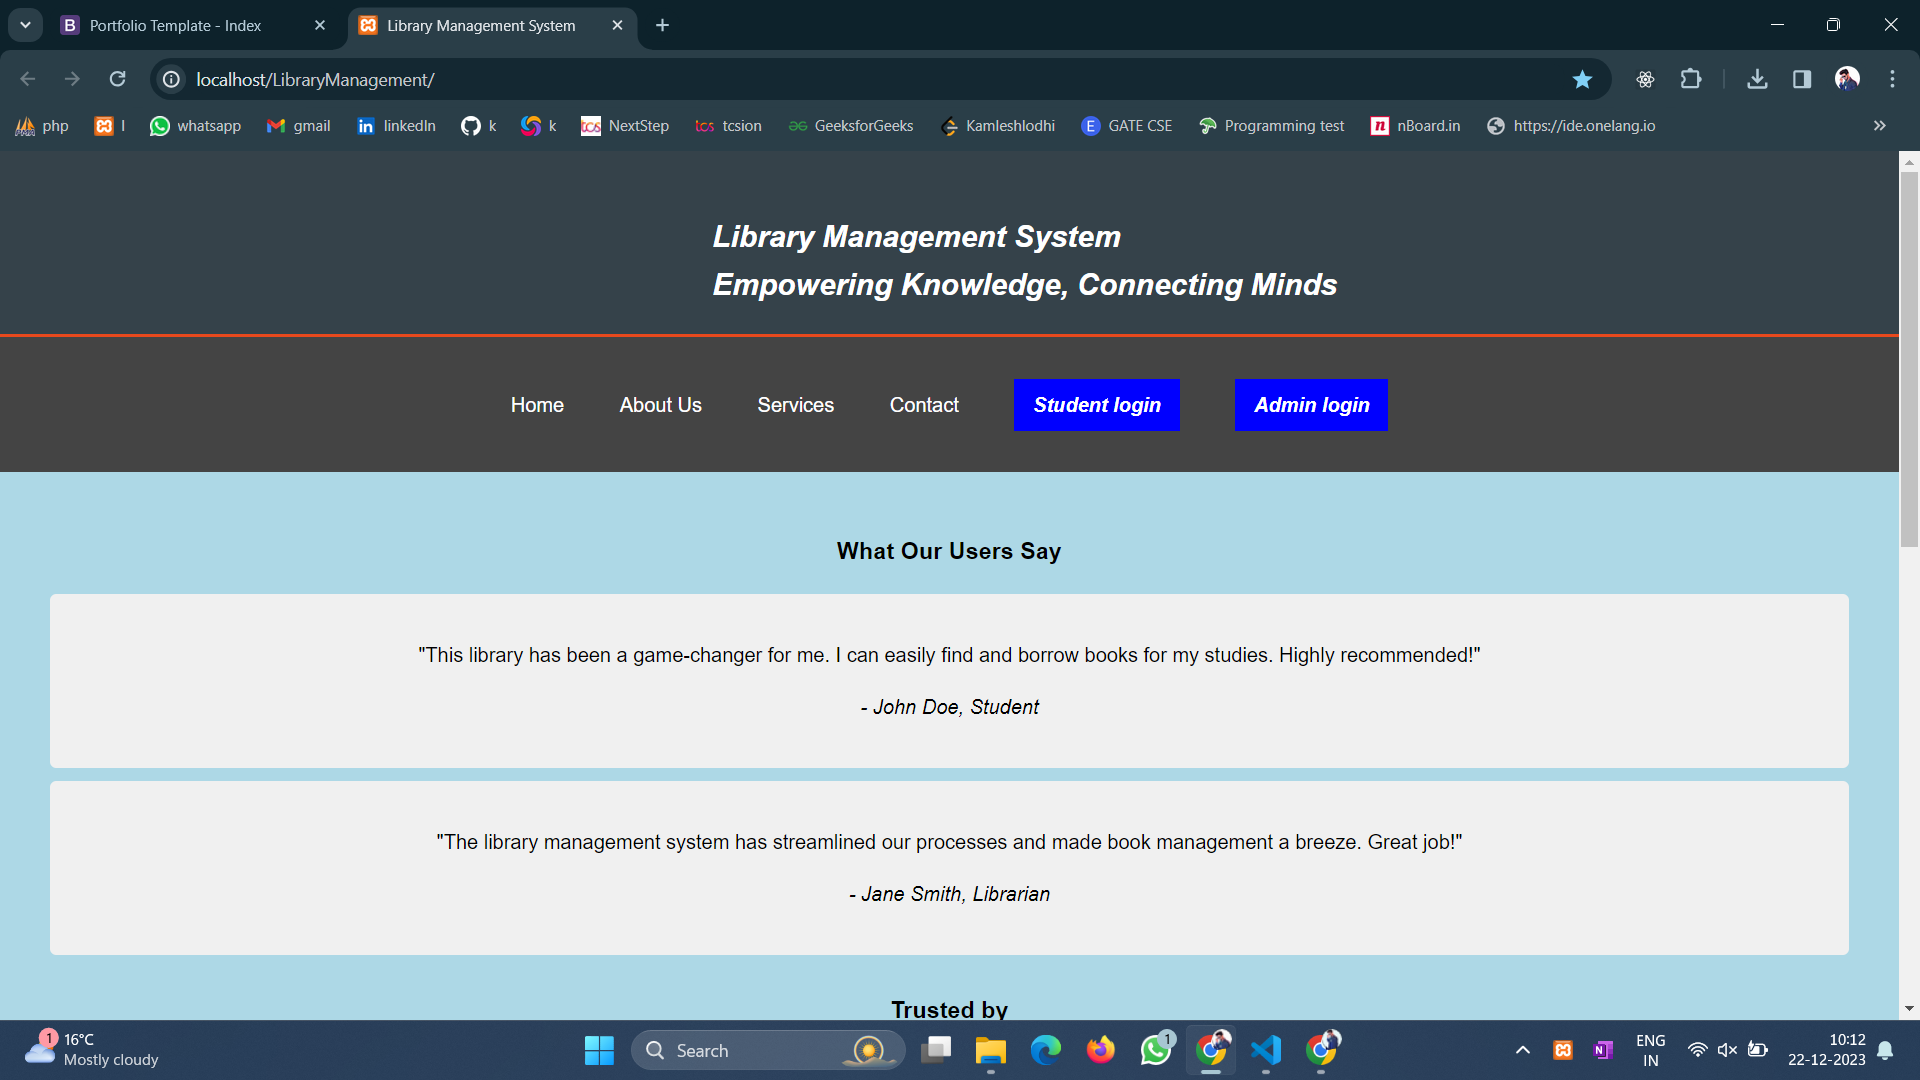 Portfolio Template - Index
Library Management System
localhost/LibraryManagement/
php
l
whatsapp
gmail
linkedln
k
k
NextStep
tcs tcsion
GeeksforGeeks
Kamleshlodhi
E GATE CSE
Programming test
n nBoard.in
https://ide.onelang.io
Library Management System
Empowering Knowledge, Connecting Minds
Home
About Us
Services
Contact
Student login
Admin login
What Our Users Say
"This library has been a game-changer for me. I can easily find and borrow books for my studies. Highly recommended!"
- John Doe, Student
"The library management system has streamlined our processes and made book management a breeze. Great job!"
- Jane Smith, Librarian
Trusted by
1
16°C
Mostly cloudy
Search
1
ENG
IN
10:12
22-12-2023